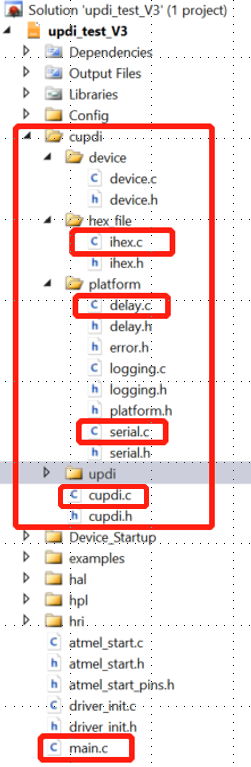 Solution 'updi_test_V3' (1 project)
updi_test_V3
Dependencies
Output Files
Libraries
Config
cupdi
device
c device.c
h device.h
hex file
c ihex.c
h ihex.h
platform
c delay.c
h delay.h
h error.h
c logging.c
h logging.h
h platform.h
c serial.c
h serial.h
updi
c cupdi.c
h cupdi.h
Device_Startup
examples
hal
hpl
hri
c atmel_start.c
h atmel_start.h
h atmel_start_pins.h
c driver_init.c
h driver_init.h
c main.c